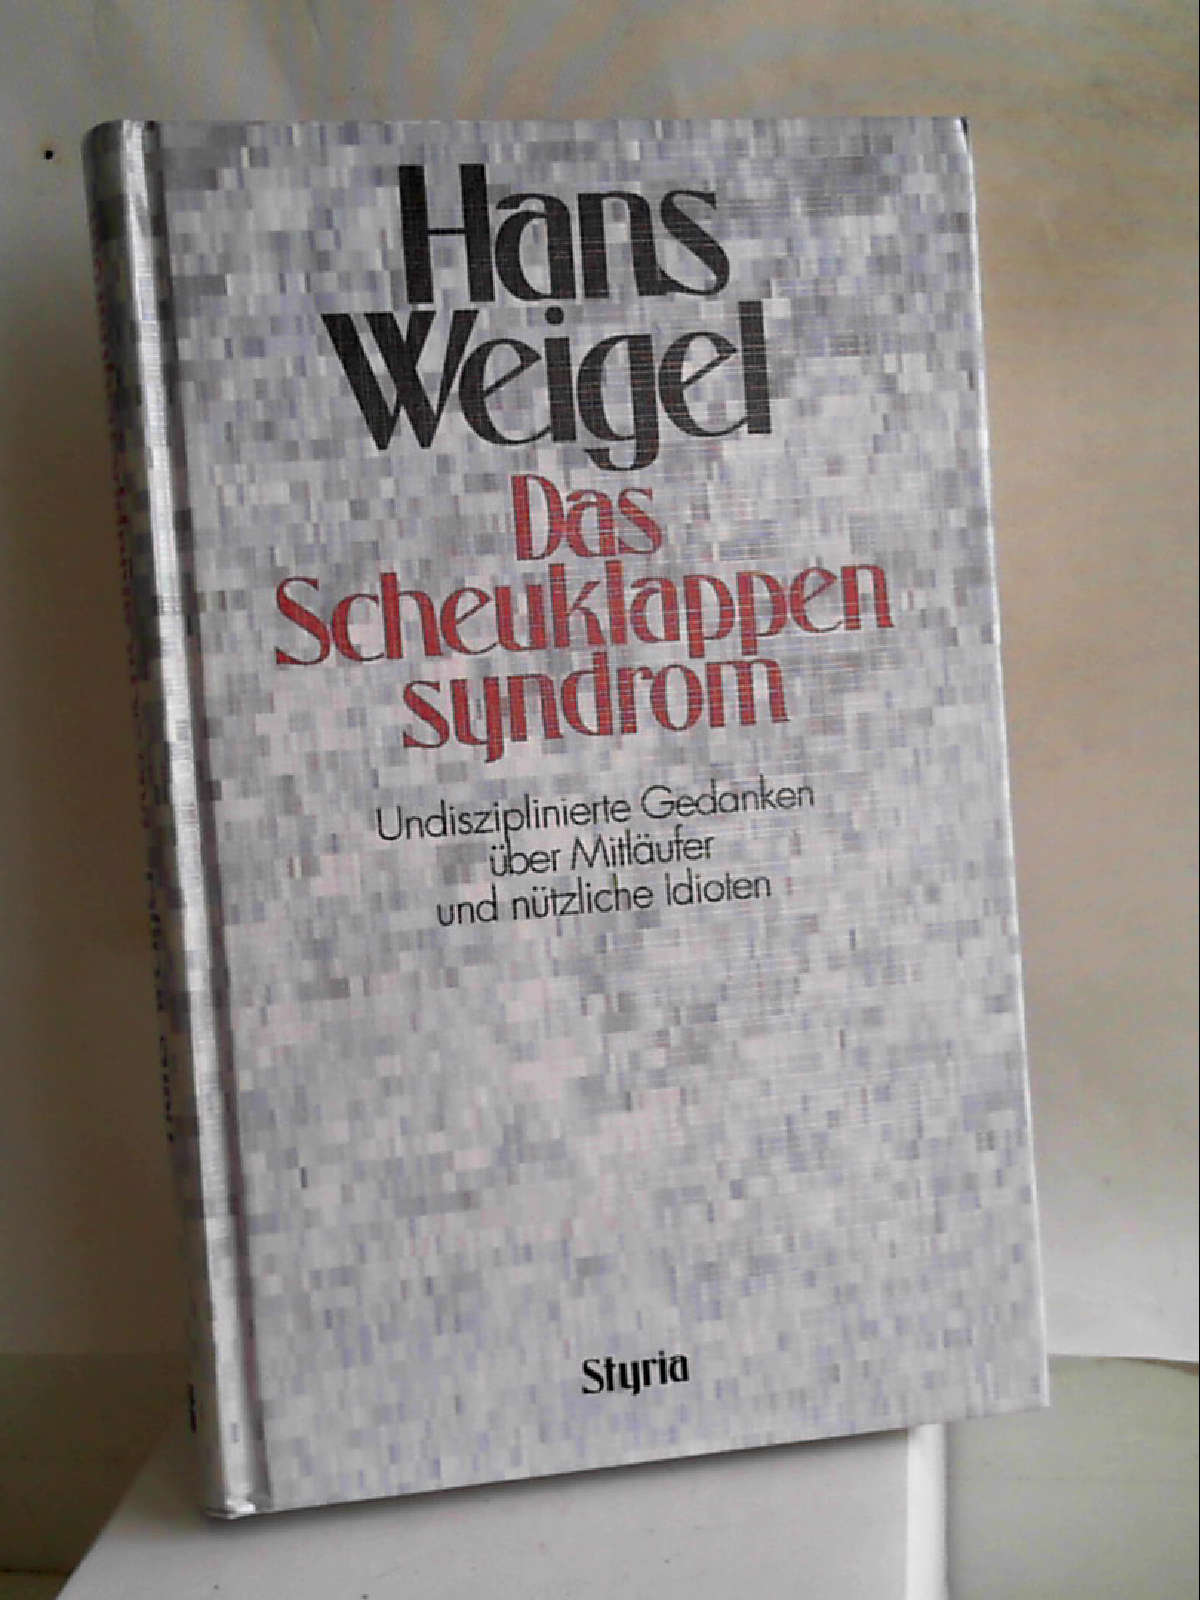 Hans
Weigel
Das
Scheuklappen
syndrom
Undisziplinierte Gedanken
über Mitläufer
und nützliche Idioten
Styria